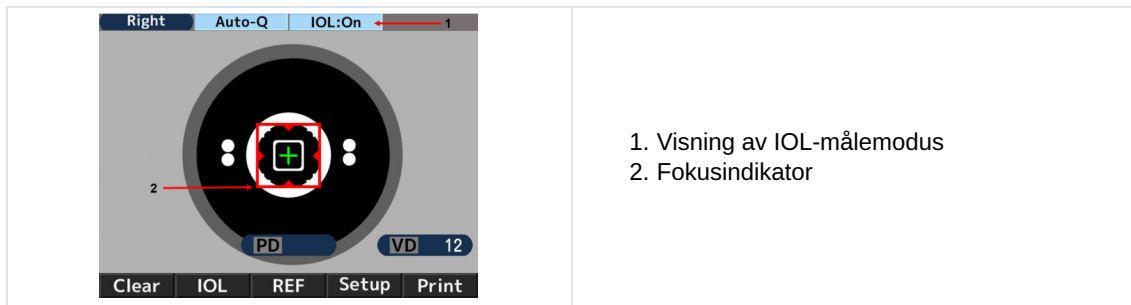 Right Auto-Q IOL:On 1
1. Visning av IOL-målemodus
2. Fokusindikator
2
PD VD 12
Clear IOL REF Setup Print